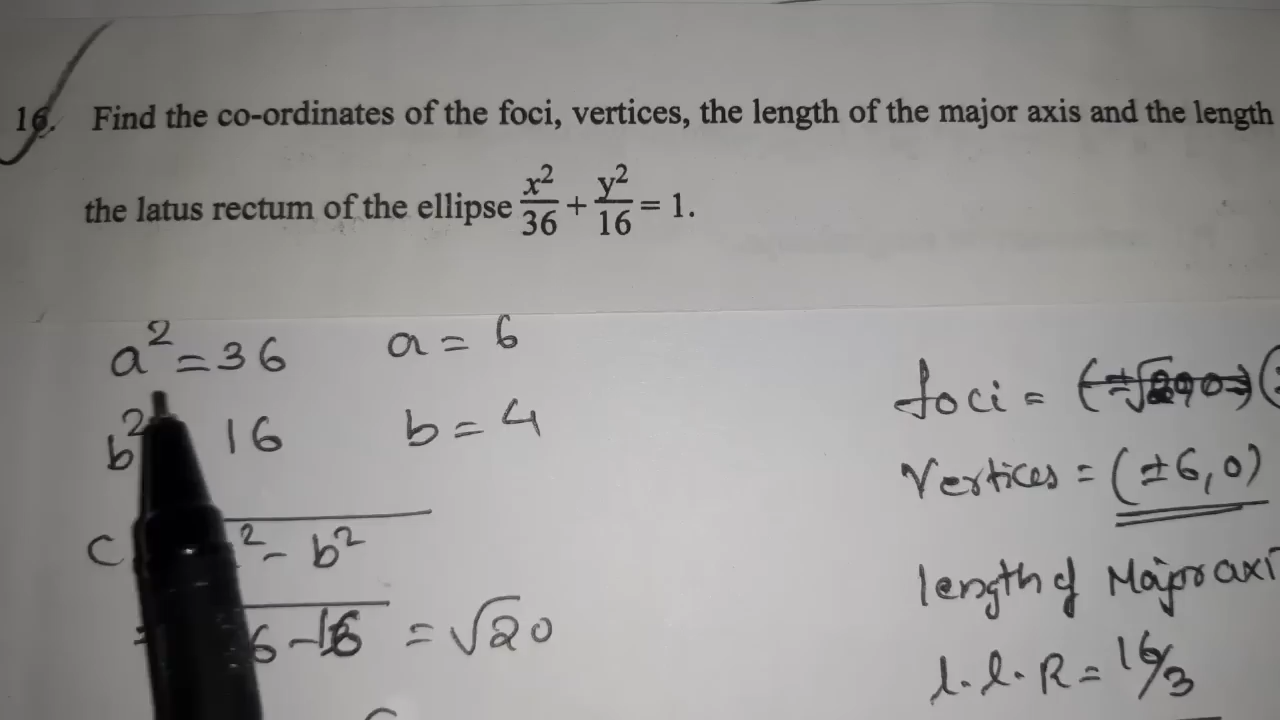 16. Find the co-ordinates of the foci, vertices, the length of the major axis and the length
the latus rectum of the ellipse x²/36 + y²/16 = 1.
a² = 36 a = 6
b² 16 b = 4
c ² - b²
= 6 - 16 = √20
foci =
Vertices = (±6, 0)
length of Major axi
l. l. R = 16/3